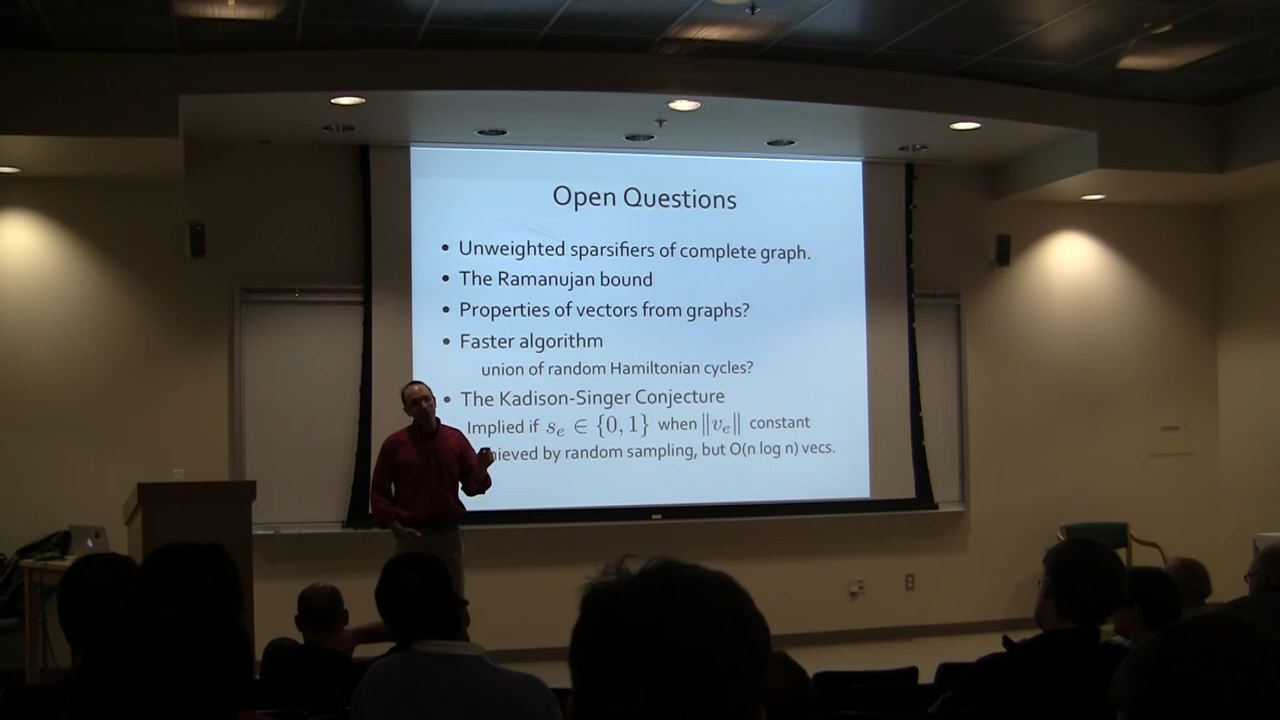 Open Questions
• Unweighted sparsifiers of complete graph.
• The Ramanujan bound
• Properties of vectors from graphs?
• Faster algorithm
union of random Hamiltonian cycles?
• The Kadison-Singer Conjecture
Implied if s_e ∈ {0, 1} when ‖v_e‖ constant
hieved by random sampling, but O(n log n) vecs.